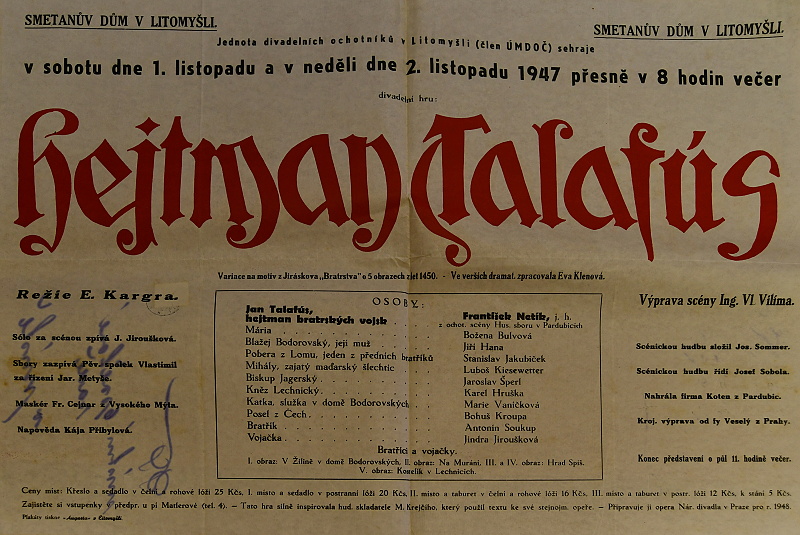 SMETANŮV DŮM V LITOMYŠLI.
SMETANŮV DŮM V LITOMYŠLI.
Jednota divadelních ochotníků v Litomyšli (člen ÚMDOČ) sehraje
v sobotu dne 1. listopadu a v neděli dne 2. listopadu 1947 přesně v 8 hodin večer
divadelní hru:
Hejtman Talafús
Variace na motiv z Jiráskova „Bratrstva" o 5 obrazech z let 1450. - Ve verších dramat. zpracovala Eva Klenová.
Režie E. Kargra.
Sólo za scénou zpívá J. Jiroušková.
Sbory zazpívá Pěv. spolek Vlastimil
za řízení Jar. Motyše.
Maskér Fr. Cejnar z Vysokého Mýta.
Nápověda Kája Přibylová.
OSOBY:
Jan Talafús,
hejtman bratrských vojsk . . . . František Netík, j. h.
z ochot. scény Hus. sboru v Pardubicích
Mária . . . . Božena Bulvová
Blažej Bodorovský, její muž . . . . Jiří Hana
Pobera z Lomu, jeden z předních bratříků Stanislav Jakubíček
Mihály, zajatý maďarský šlechtic Luboš Kiesewetter
Biskup Jagerský . . . . Jaroslav Šperl
Kněz Lechnický . . . . Karel Hruška
Katka, služka v domě Bodorovských . . Marie Vaničková
Posel z Čech . . . . Bohuš Kroupa
Bratřík . . . . Antonín Soukup
Vojačka . . . . Jindra Jiroušková
Bratříci a vojačky.
I. obraz: V Žilině v domě Bodorovských, II. obraz: Na Muráni, III. a IV. obraz: Hrad Spiš.
V. obraz: Kostelík v Lechnicích.
Výprava scény Ing. Vl Vilíma.
Scénickou hudbu složil Jos. Sommer.
Scénickou hudbu řídí Josef Sobola.
Nahrála firma Koten z Pardubic.
Kroj. výprava od fy Veselý z Prahy.
Konec představení o půl 11. hodině večer.
Ceny míst: Křeslo a sedadlo v čelní a rohové lóži 25 Kčs, I. místo a sedadlo v postranní lóži 20 Kčs, II. místo a taburet v čelní a rohové lóži 16 Kčs, III. místo a taburet v postr. lóži 12 Kčs, k stání 5 Kčs.
Zajistěte si vstupenky v předpr. u pí Matlerové (tel. 4). - Tato hra silně inspirovala hud. skladatele M. Krejčího, který použil textu ke své stejnojm. opeře. - Připravuje ji opera Nár. divadla v Praze pro r. 1948.
Plakáty tiskne „Augusta" v Litomyšli